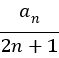 a_n / (2n + 1)